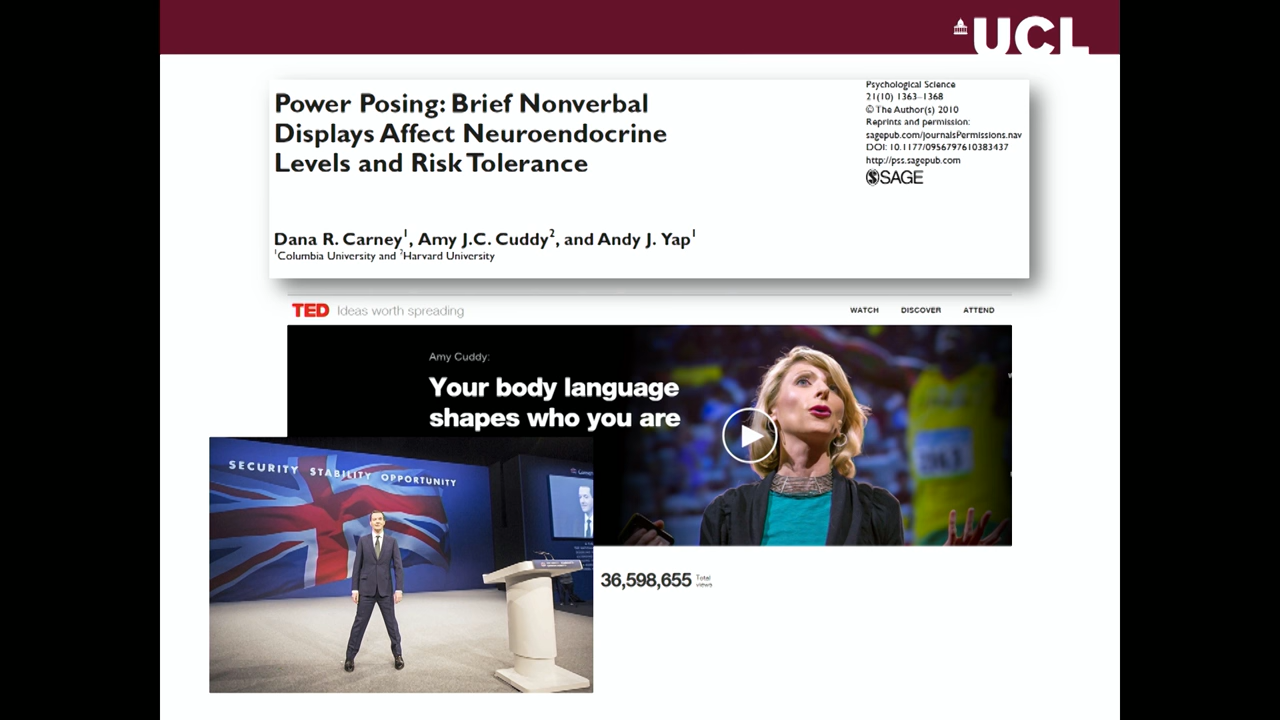 UCL
Power Posing: Brief Nonverbal
Displays Affect Neuroendocrine
Levels and Risk Tolerance
Psychological Science
21(10) 1363–1368
© The Author(s) 2010
Reprints and permission:
sagepub.com/journalsPermissions.nav
DOI: 10.1177/0956797610383437
http://pss.sagepub.com
SAGE
Dana R. Carney1, Amy J.C. Cuddy2, and Andy J. Yap1
1Columbia University and 2Harvard University
TED Ideas worth spreading
WATCH DISCOVER ATTEND
Amy Cuddy:
Your body language
shapes who you are
SECURITY STABILITY OPPORTUNITY
36,598,655 Total
views